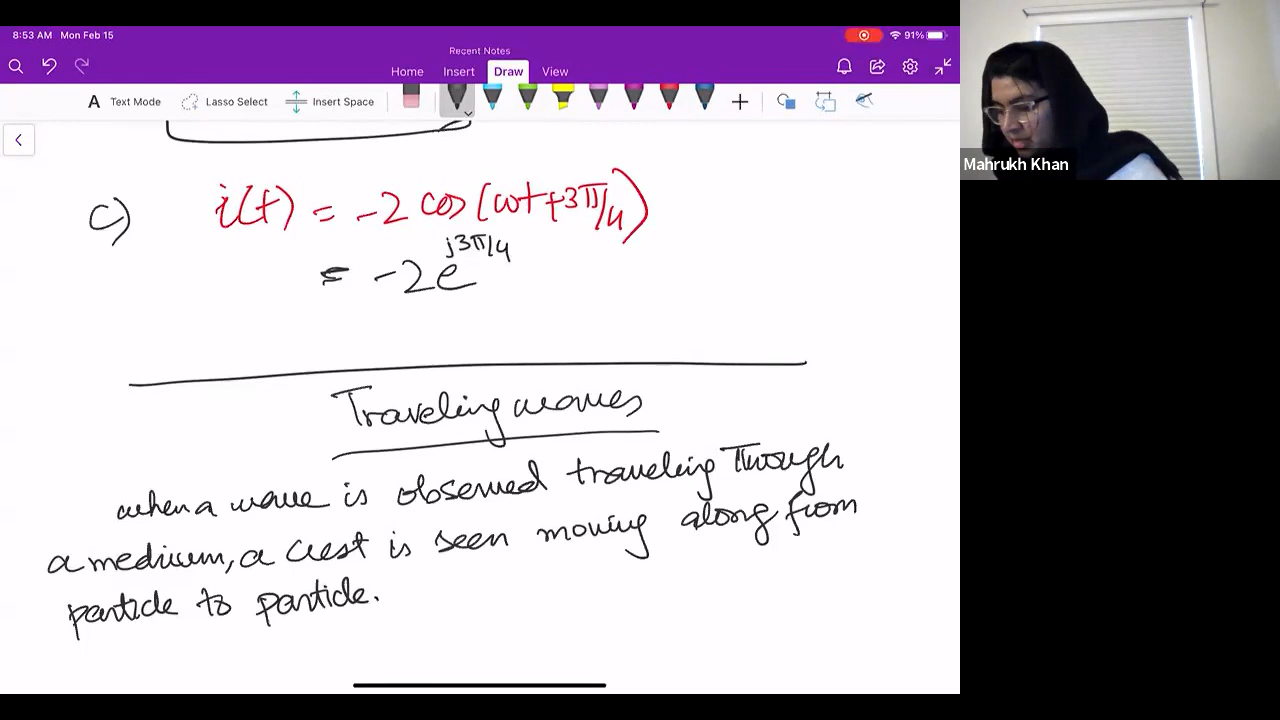 8:53 AM Mon Feb 15
91%
Recent Notes
Home Insert Draw View
A Text Mode Lasso Select Insert Space
Mahrukh Khan
c) i(t) = -2 cos(ωt+3π/4)
= -2e^{j3π/4}
Traveling waves
when a wave is observed traveling Through
a medium, a crest is seen moving along from
particle to particle.